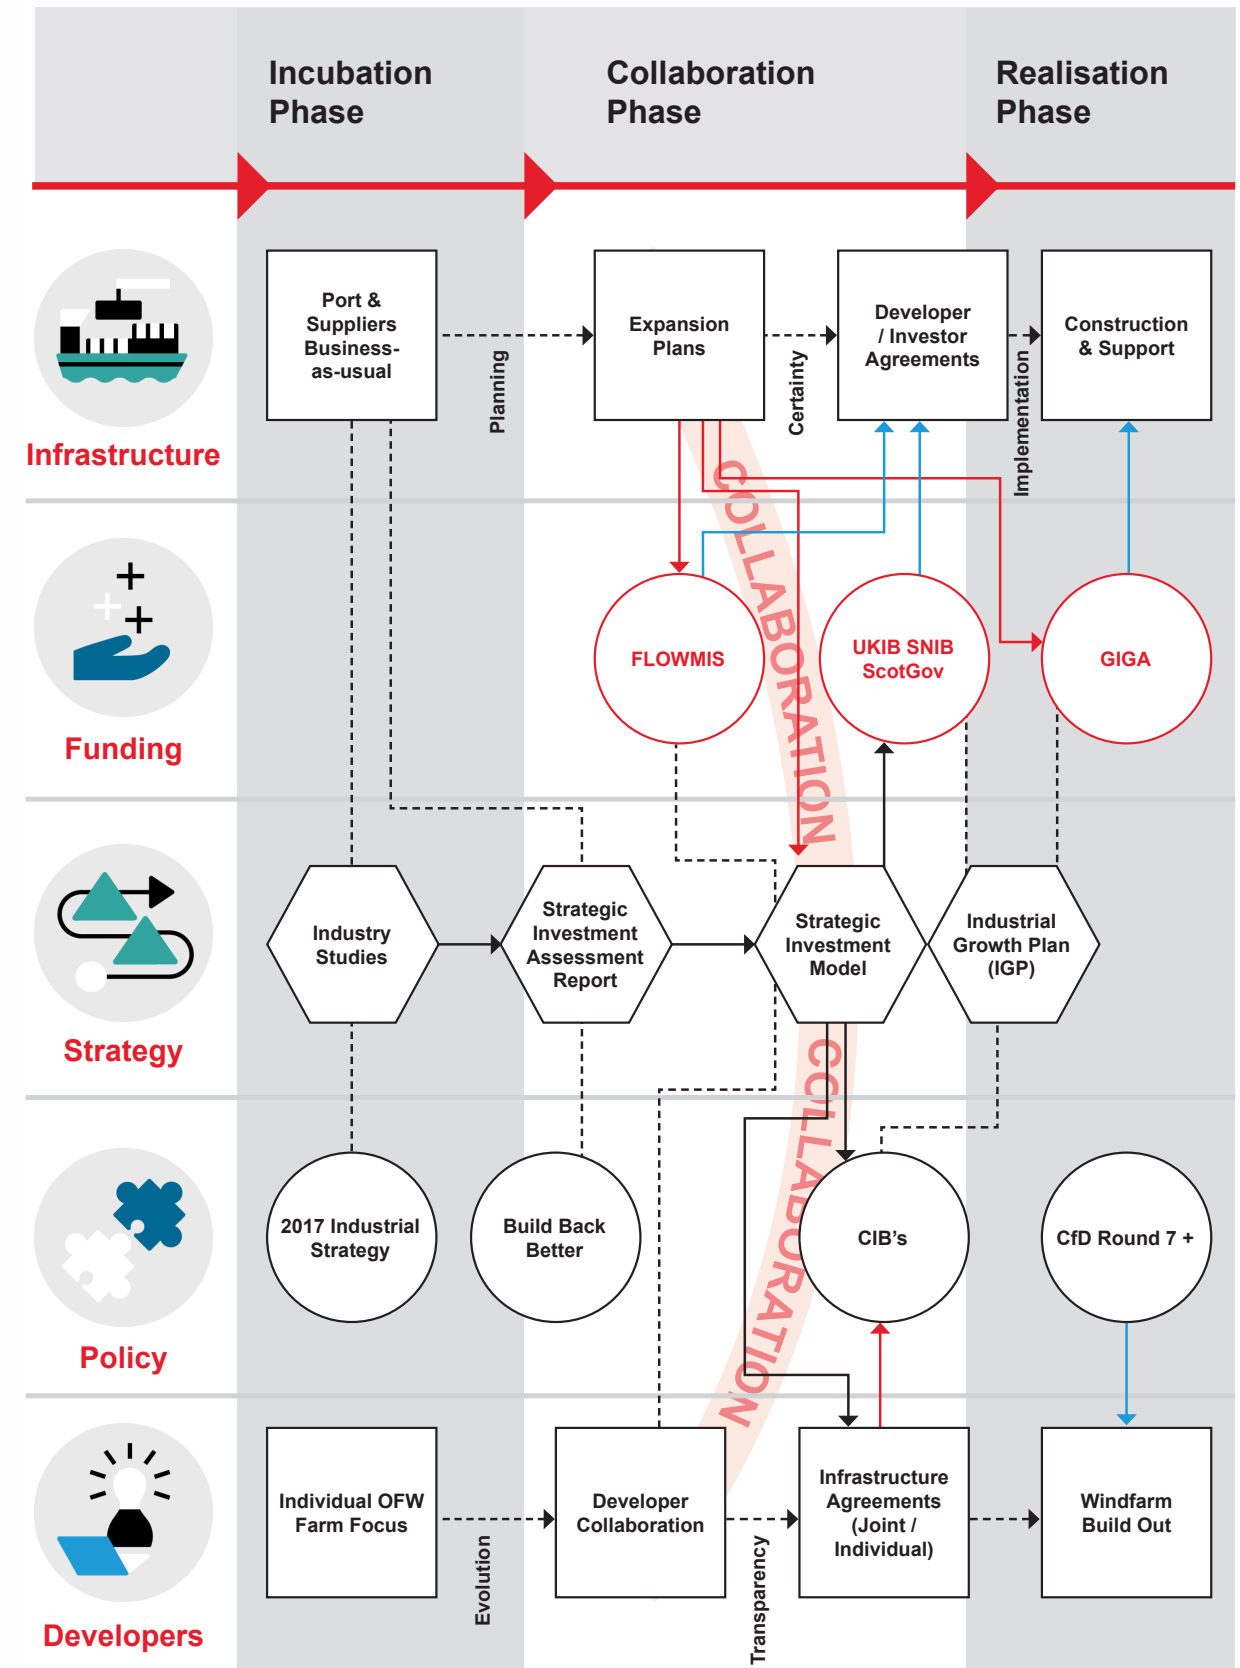 Incubation
Phase
Collaboration
Phase
Realisation
Phase
Infrastructure
Port &
Suppliers
Business-
as-usual
Planning
Expansion
Plans
Certainty
Developer
/ Investor
Agreements
Implementation
Construction
& Support
COLLABORATION
Funding
FLOWMIS
UKIB SNIB
ScotGov
GIGA
Strategy
Industry
Studies
Strategic
Investment
Assessment
Report
Strategic
Investment
Model
Industrial
Growth Plan
(IGP)
COLLABORATION
Policy
2017 Industrial
Strategy
Build Back
Better
CIB's
CfD Round 7 +
Developers
Individual OFW
Farm Focus
Evolution
Developer
Collaboration
Transparency
Infrastructure
Agreements
(Joint /
Individual)
Windfarm
Build Out